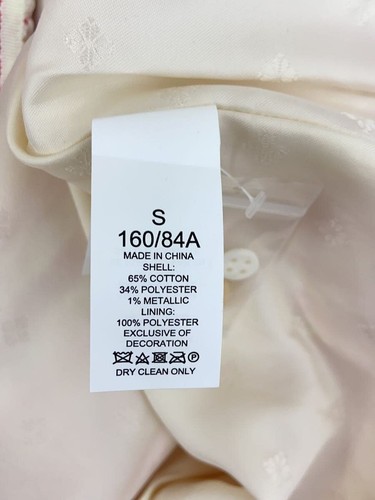 S
160/84A
MADE IN CHINA
SHELL:
65% COTTON
34% POLYESTER
1% METALLIC
LINING:
100% POLYESTER
EXCLUSIVE OF
DECORATION
P
DRY CLEAN ONLY